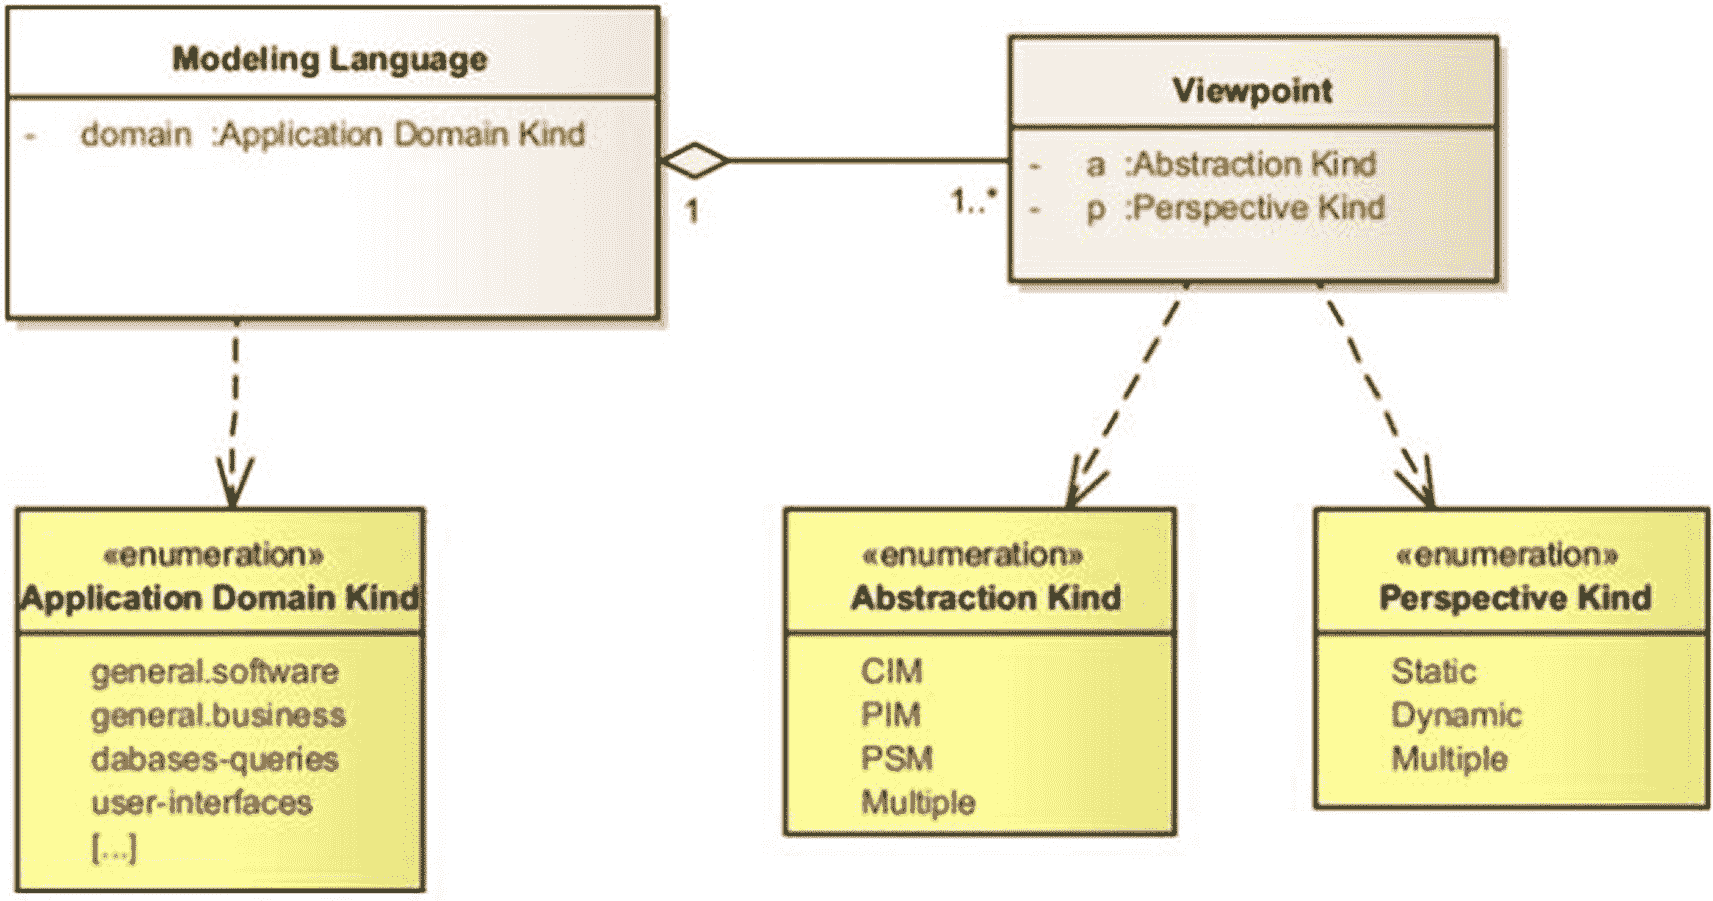 Modeling Language
- domain :Application Domain Kind
1
1..*
Viewpoint
- a :Abstraction Kind
- p :Perspective Kind
«enumeration»
Application Domain Kind
general.software
general.business
dabases-queries
user-interfaces
[...]
«enumeration»
Abstraction Kind
CIM
PIM
PSM
Multiple
«enumeration»
Perspective Kind
Static
Dynamic
Multiple